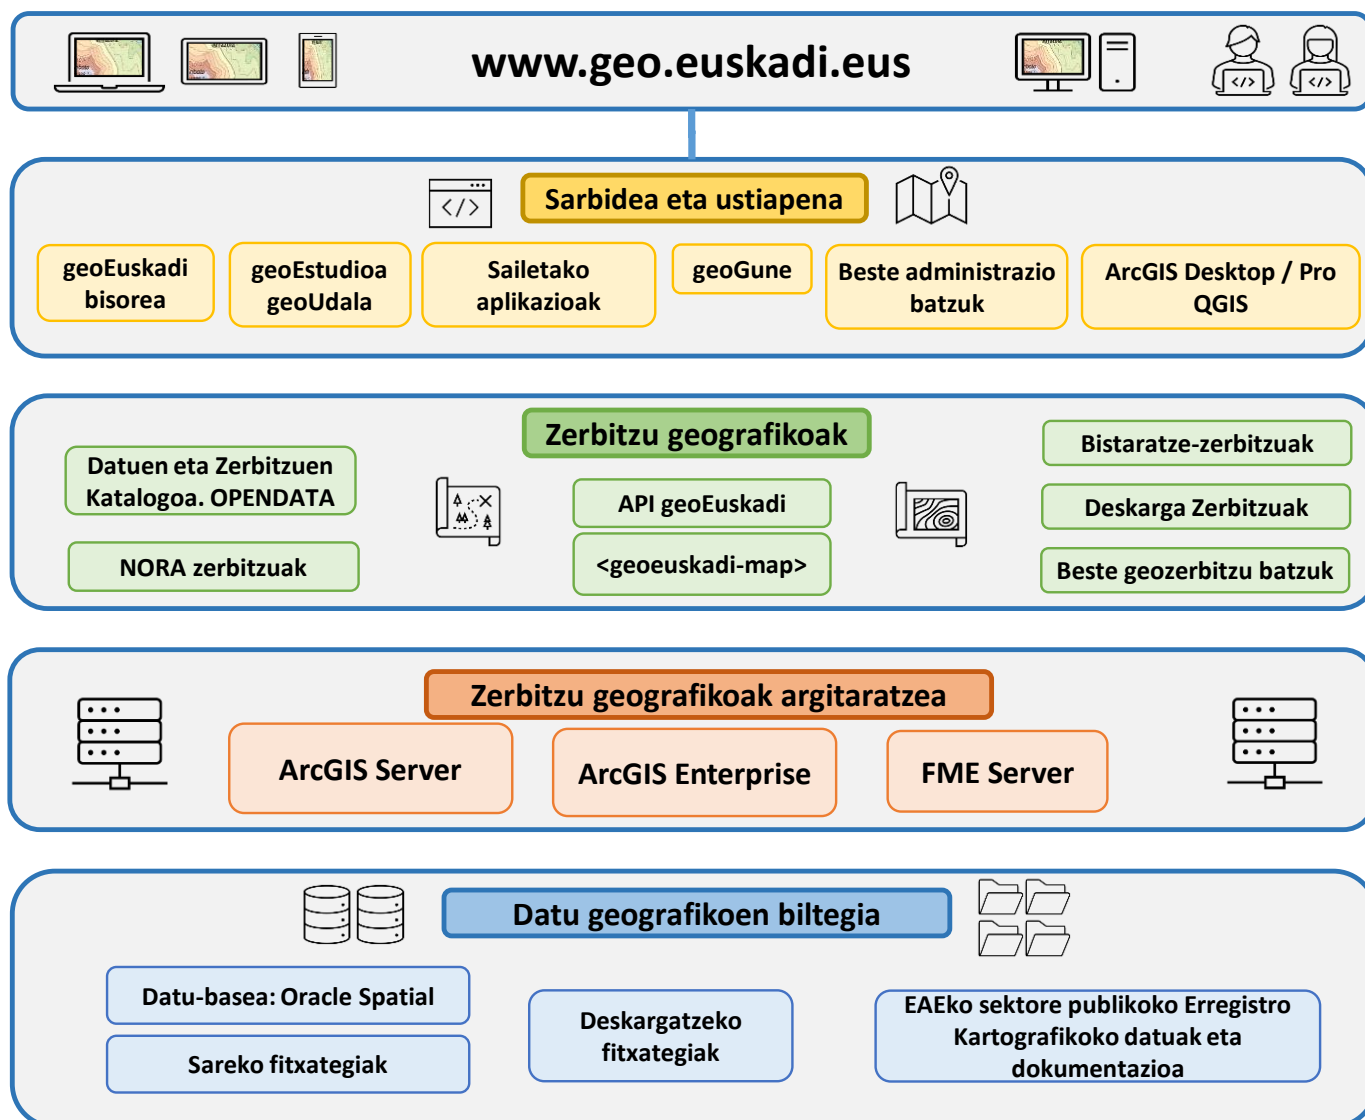 www.geo.euskadi.eus
Sarbidea eta ustiapena
geoEuskadi
bisorea
geoEstudioa
geoUdala
Sailetako
aplikazioak
geoGune
Beste administrazio
batzuk
ArcGIS Desktop / Pro
QGIS
Zerbitzu geografikoak
Datuen eta Zerbitzuen
Katalogoa. OPENDATA
NORA zerbitzuak
API geoEuskadi
<geoeuskadi-map>
Bistaratze-zerbitzuak
Deskarga Zerbitzuak
Beste geozerbitzu batzuk
Zerbitzu geografikoak argitaratzea
ArcGIS Server
ArcGIS Enterprise
FME Server
Datu geografikoen biltegia
Datu-basea: Oracle Spatial
Sareko fitxategiak
Deskargatzeko
fitxategiak
EAEko sektore publikoko Erregistro
Kartografikoko datuak eta
dokumentazioa